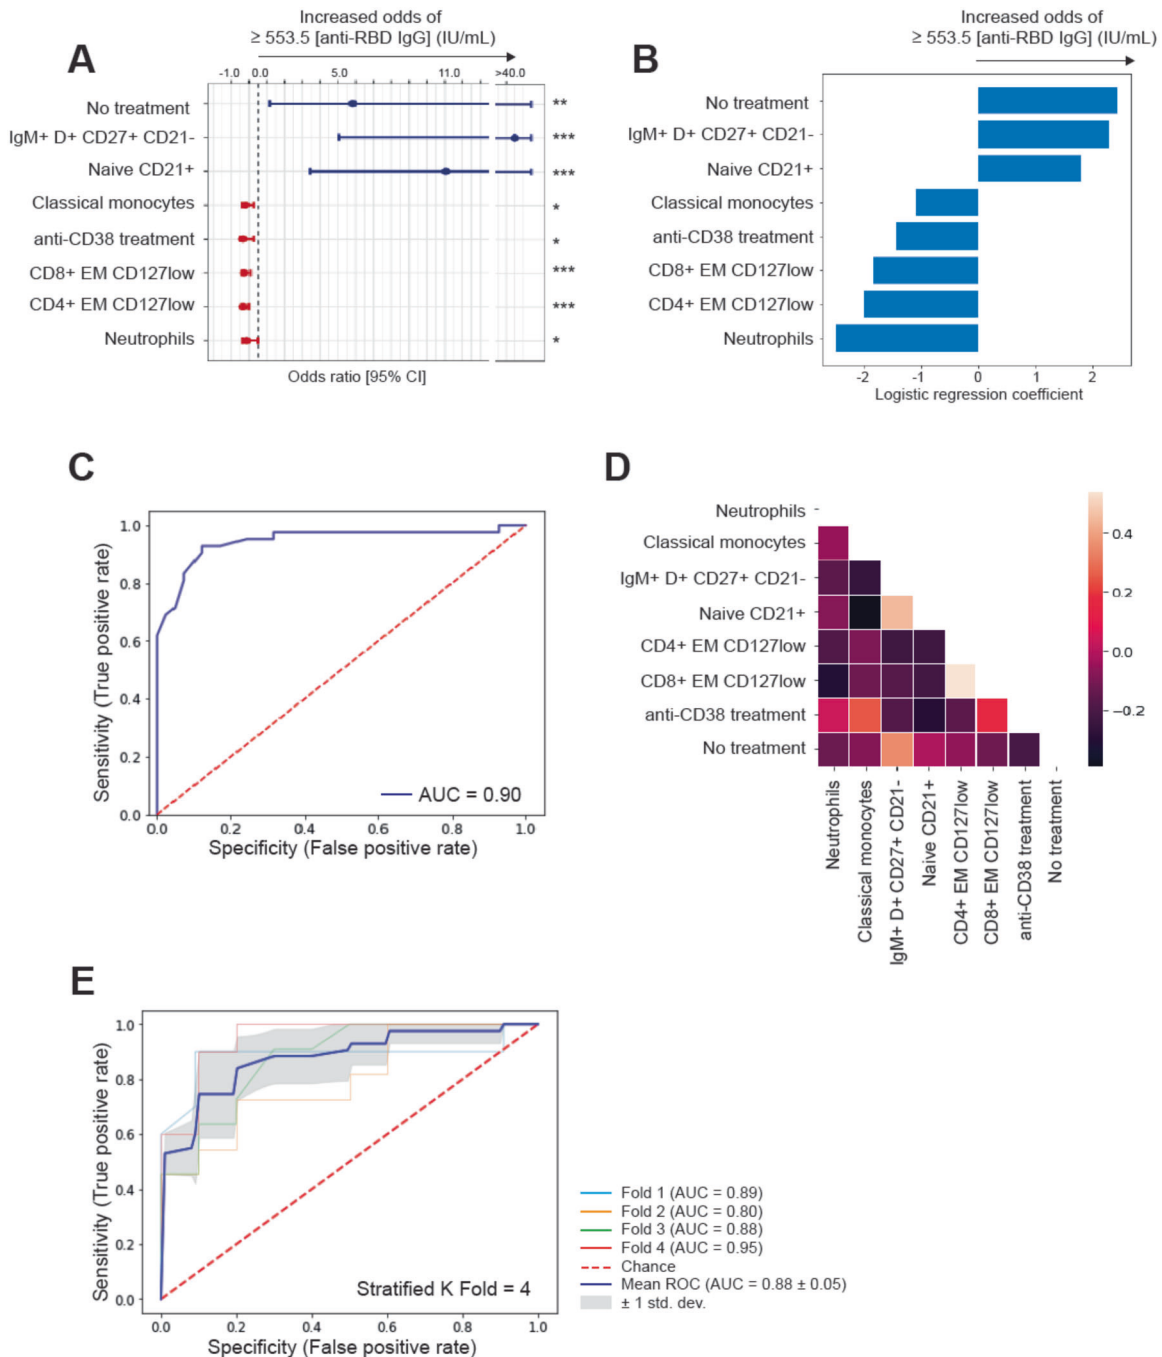 A
Increased odds of
≥ 553.5 [anti-RBD IgG] (IU/mL)
-1.0 0.0 5.0 11.0 >40.0
No treatment **
IgM+ D+ CD27+ CD21- ***
Naive CD21+ ***
Classical monocytes *
anti-CD38 treatment *
CD8+ EM CD127low ***
CD4+ EM CD127low ***
Neutrophils *
Odds ratio [95% CI]
B
Increased odds of
≥ 553.5 [anti-RBD IgG] (IU/mL)
No treatment
IgM+ D+ CD27+ CD21-
Naive CD21+
Classical monocytes
anti-CD38 treatment
CD8+ EM CD127low
CD4+ EM CD127low
Neutrophils
-2 -1 0 1 2
Logistic regression coefficient
C
Sensitivity (True positive rate)
1.0
0.8
0.6
0.4
0.2
0.0
AUC = 0.90
0.0 0.2 0.4 0.6 0.8 1.0
Specificity (False positive rate)
D
Neutrophils
Classical monocytes
IgM+ D+ CD27+ CD21-
Naive CD21+
CD4+ EM CD127low
CD8+ EM CD127low
anti-CD38 treatment
No treatment
Neutrophils
Classical monocytes
IgM+ D+ CD27+ CD21-
Naive CD21+
CD4+ EM CD127low
CD8+ EM CD127low
anti-CD38 treatment
No treatment
0.4
0.2
0.0
−0.2
E
Sensitivity (True positive rate)
1.0
0.8
0.6
0.4
0.2
0.0
Stratified K Fold = 4
0.0 0.2 0.4 0.6 0.8 1.0
Specificity (False positive rate)
Fold 1 (AUC = 0.89)
Fold 2 (AUC = 0.80)
Fold 3 (AUC = 0.88)
Fold 4 (AUC = 0.95)
Chance
Mean ROC (AUC = 0.88 ± 0.05)
± 1 std. dev.